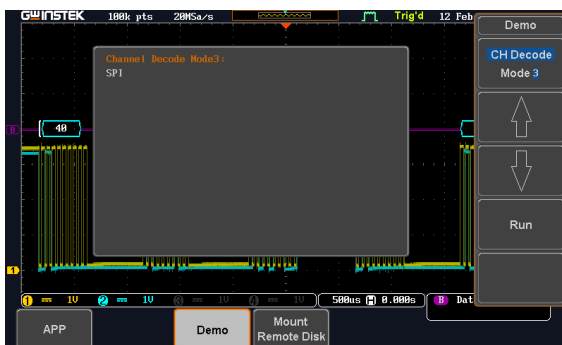 GWINSTEK 100k pts 20MSa/s Trig'd 12 Feb
Demo
CH Decode
Mode 3
Run
Channel Decode Mode3:
SPI
B
40
1
1 1V 2 1V 3 1V 4 1V 500us H 0.000s B Dat
APP
Demo
Mount
Remote Disk